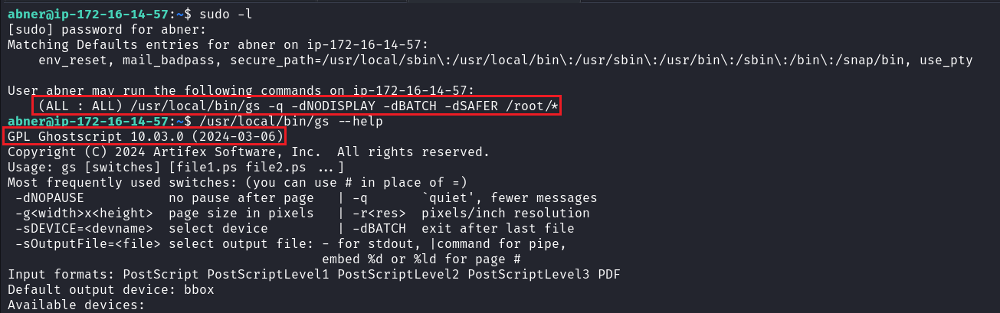 abner@ip-172-16-14-57:~$ sudo -l
[sudo] password for abner:
Matching Defaults entries for abner on ip-172-16-14-57:
    env_reset, mail_badpass, secure_path=/usr/local/sbin\:/usr/local/bin\:/usr/sbin\:/usr/bin\:/sbin\:/bin\:/snap/bin, use_pty

User abner may run the following commands on ip-172-16-14-57:
    (ALL : ALL) /usr/local/bin/gs -q -dNODISPLAY -dBATCH -dSAFER /root/*
abner@ip-172-16-14-57:~$ /usr/local/bin/gs --help
GPL Ghostscript 10.03.0 (2024-03-06)
Copyright (C) 2024 Artifex Software, Inc.  All rights reserved.
Usage: gs [switches] [file1.ps file2.ps ...]
Most frequently used switches: (you can use # in place of =)
 -dNOPAUSE           no pause after page   | -q       `quiet', fewer messages
 -g<width>x<height>  page size in pixels   | -r<res>  pixels/inch resolution
 -sDEVICE=<devname>  select device         | -dBATCH  exit after last file
 -sOutputFile=<file> select output file: - for stdout, |command for pipe,
                                         embed %d or %ld for page #
Input formats: PostScript PostScriptLevel1 PostScriptLevel2 PostScriptLevel3 PDF
Default output device: bbox
Available devices: